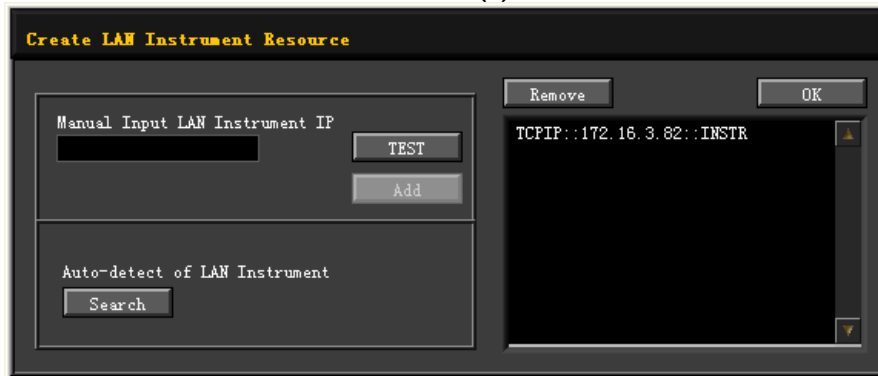 Create LAN Instrument Resource
Manual Input LAN Instrument IP
TEST
Add
Auto-detect of LAN Instrument
Search
Remove
OK
TCPIP::172.16.3.82::INSTR